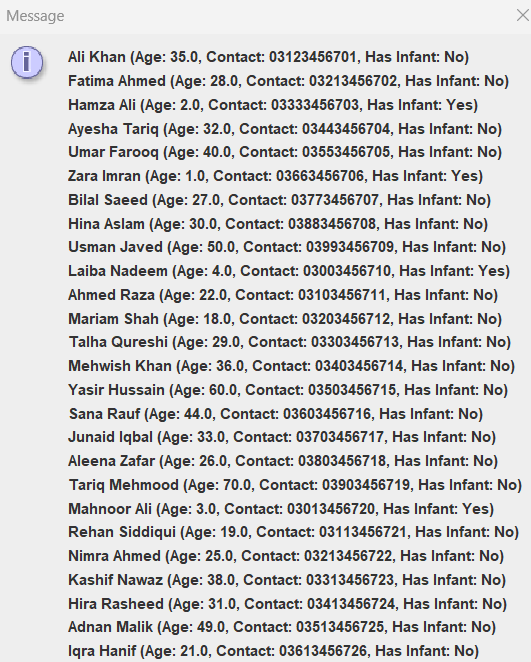 Message
Ali Khan (Age: 35.0, Contact: 03123456701, Has Infant: No)
Fatima Ahmed (Age: 28.0, Contact: 03213456702, Has Infant: No)
Hamza Ali (Age: 2.0, Contact: 03333456703, Has Infant: Yes)
Ayesha Tariq (Age: 32.0, Contact: 03443456704, Has Infant: No)
Umar Farooq (Age: 40.0, Contact: 03553456705, Has Infant: No)
Zara Imran (Age: 1.0, Contact: 03663456706, Has Infant: Yes)
Bilal Saeed (Age: 27.0, Contact: 03773456707, Has Infant: No)
Hina Aslam (Age: 30.0, Contact: 03883456708, Has Infant: No)
Usman Javed (Age: 50.0, Contact: 03993456709, Has Infant: No)
Laiba Nadeem (Age: 4.0, Contact: 03003456710, Has Infant: Yes)
Ahmed Raza (Age: 22.0, Contact: 03103456711, Has Infant: No)
Mariam Shah (Age: 18.0, Contact: 03203456712, Has Infant: No)
Talha Qureshi (Age: 29.0, Contact: 03303456713, Has Infant: No)
Mehwish Khan (Age: 36.0, Contact: 03403456714, Has Infant: No)
Yasir Hussain (Age: 60.0, Contact: 03503456715, Has Infant: No)
Sana Rauf (Age: 44.0, Contact: 03603456716, Has Infant: No)
Junaid Iqbal (Age: 33.0, Contact: 03703456717, Has Infant: No)
Aleena Zafar (Age: 26.0, Contact: 03803456718, Has Infant: No)
Tariq Mehmood (Age: 70.0, Contact: 03903456719, Has Infant: No)
Mahnoor Ali (Age: 3.0, Contact: 03013456720, Has Infant: Yes)
Rehan Siddiqui (Age: 19.0, Contact: 03113456721, Has Infant: No)
Nimra Ahmed (Age: 25.0, Contact: 03213456722, Has Infant: No)
Kashif Nawaz (Age: 38.0, Contact: 03313456723, Has Infant: No)
Hira Rasheed (Age: 31.0, Contact: 03413456724, Has Infant: No)
Adnan Malik (Age: 49.0, Contact: 03513456725, Has Infant: No)
Iqra Hanif (Age: 21.0, Contact: 03613456726, Has Infant: No)